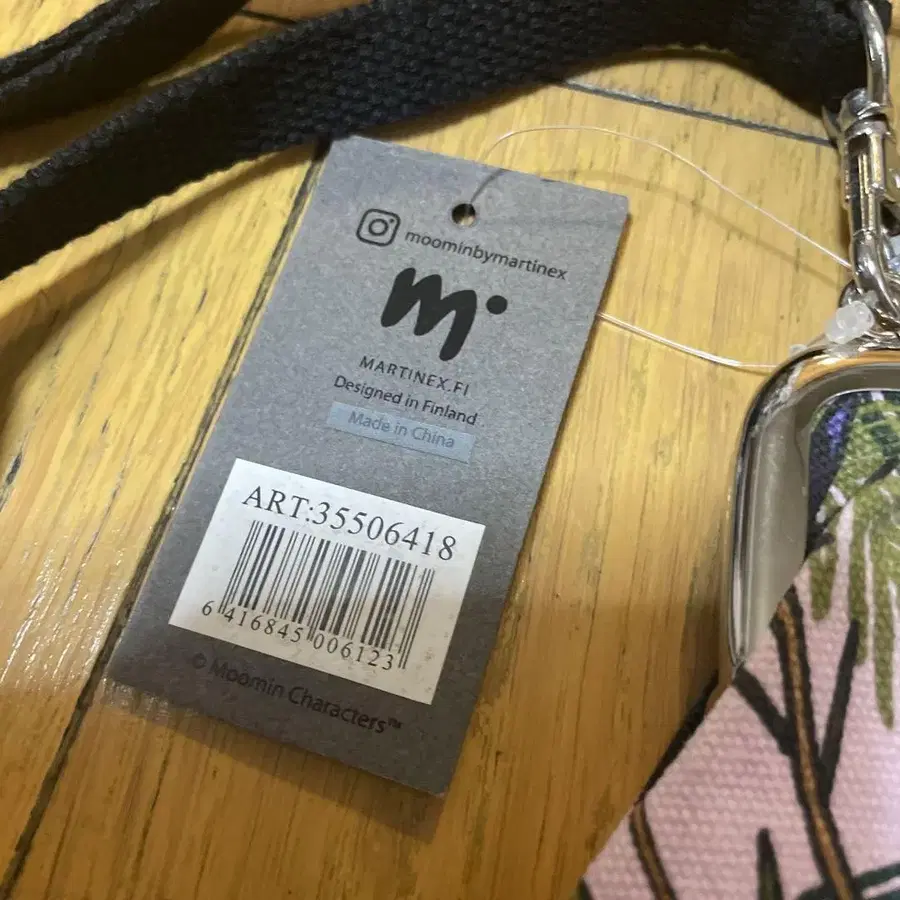 moominbymartinex
m
MARTINEX.FI
Designed in Finland
Made in China
ART:35506418
6 416845 006123
© Moomin Characters™